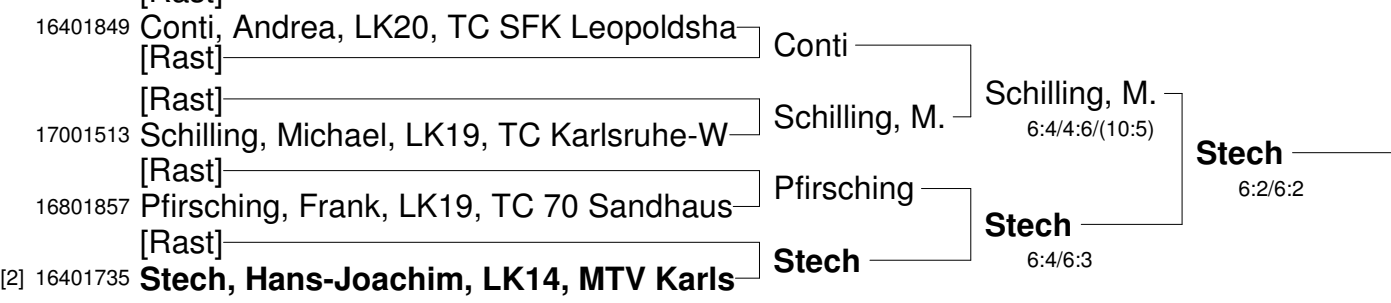 [Rast]
16401849 Conti, Andrea, LK20, TC SFK Leopoldsha
[Rast]
Conti
[Rast]
17001513 Schilling, Michael, LK19, TC Karlsruhe-W
Schilling, M.
Schilling, M.
6:4/4:6/(10:5)
[Rast]
16801857 Pfirsching, Frank, LK19, TC 70 Sandhaus
Pfirsching
[Rast]
[2] 16401735 Stech, Hans-Joachim, LK14, MTV Karls
Stech
Stech
6:4/6:3
Stech
6:2/6:2